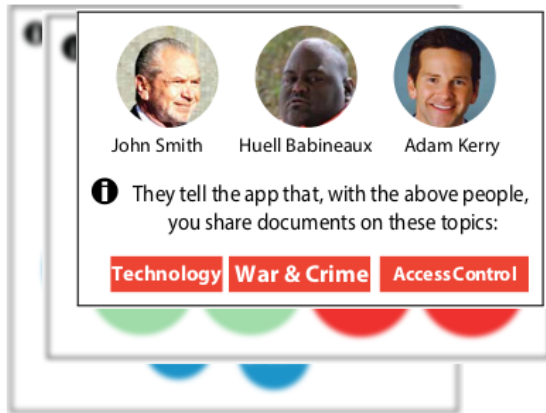 John Smith Huell Babineaux Adam Kerry
They tell the app that, with the above people,
you share documents on these topics:
Technology War & Crime AccessControl